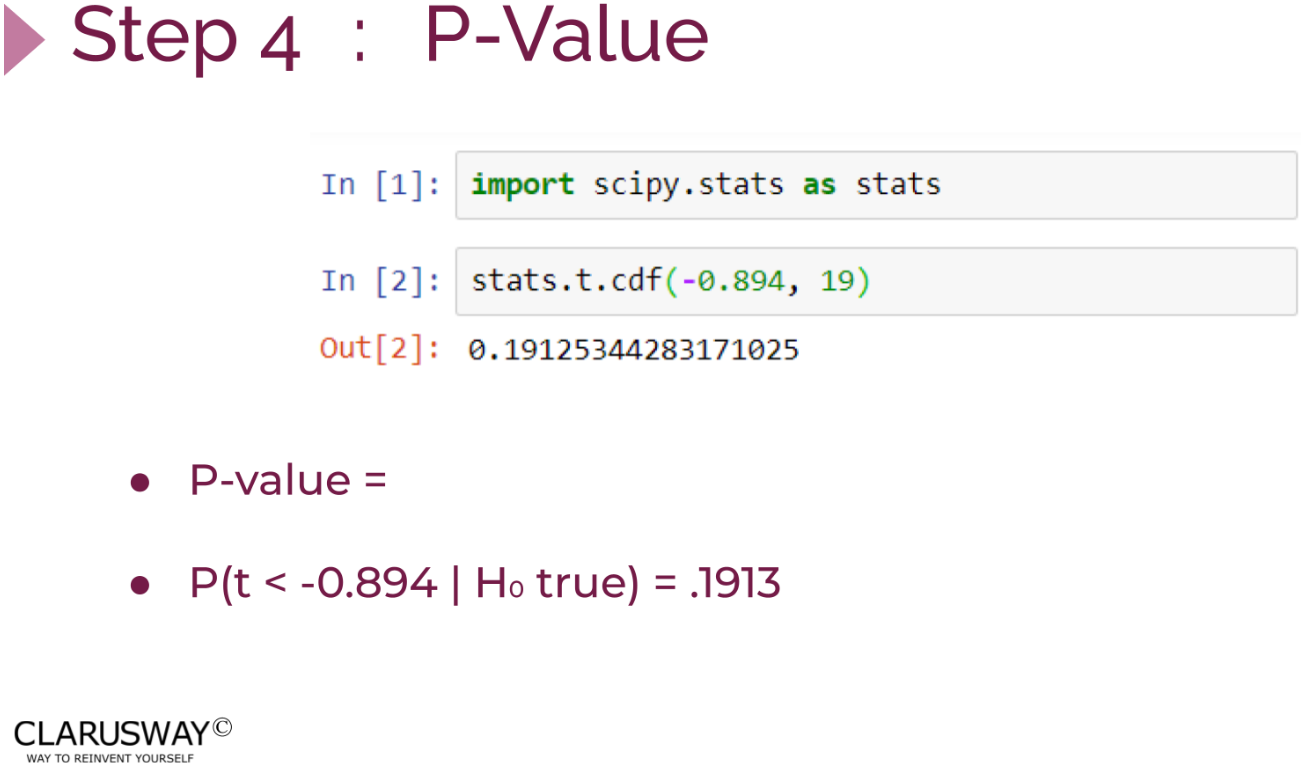 Step 4 : P-Value
In [1]: import scipy.stats as stats
In [2]: stats.t.cdf(-0.894, 19)
Out[2]: 0.19125344283171025
● P-value =
● P(t < -0.894 | H₀ true) = .1913
CLARUSWAY©
WAY TO REINVENT YOURSELF